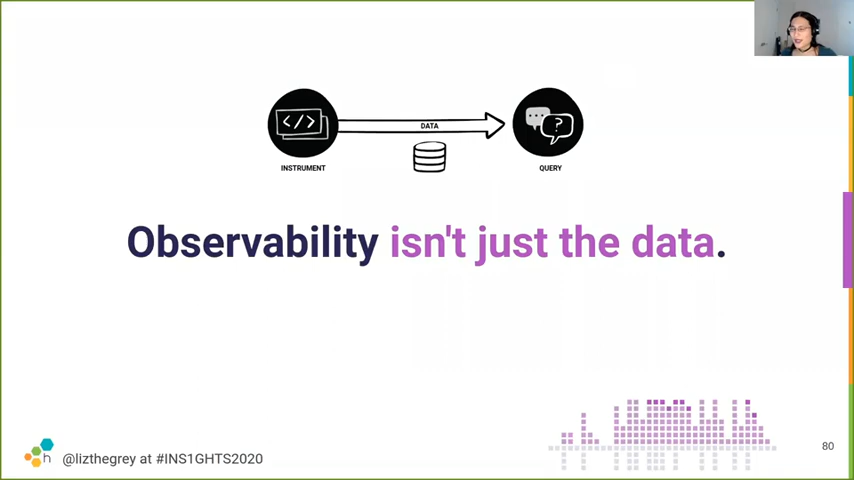 </>
DATA
?
INSTRUMENT
QUERY
Observability isn't just the data.
h
@lizthegrey at #INS1GHTS2020
80